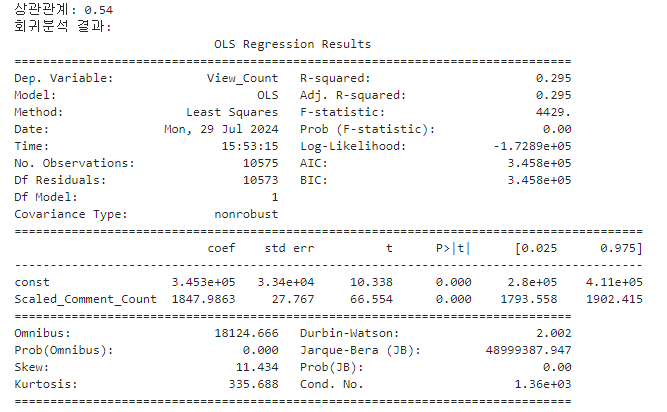 상관관계: 0.54
회귀분석 결과:
OLS Regression Results
==============================================================================
Dep. Variable: View_Count R-squared: 0.295
Model: OLS Adj. R-squared: 0.295
Method: Least Squares F-statistic: 4429.
Date: Mon, 29 Jul 2024 Prob (F-statistic): 0.00
Time: 15:53:15 Log-Likelihood: -1.7289e+05
No. Observations: 10575 AIC: 3.458e+05
Df Residuals: 10573 BIC: 3.458e+05
Df Model: 1
Covariance Type: nonrobust
========================================================================================
coef std err t P>|t| [0.025 0.975]
----------------------------------------------------------------------------------------
const 3.453e+05 3.34e+04 10.338 0.000 2.8e+05 4.11e+05
Scaled_Comment_Count 1847.9863 27.767 66.554 0.000 1793.558 1902.415
==============================================================================
Omnibus: 18124.666 Durbin-Watson: 2.002
Prob(Omnibus): 0.000 Jarque-Bera (JB): 48999387.947
Skew: 11.434 Prob(JB): 0.00
Kurtosis: 335.688 Cond. No. 1.36e+03
==============================================================================